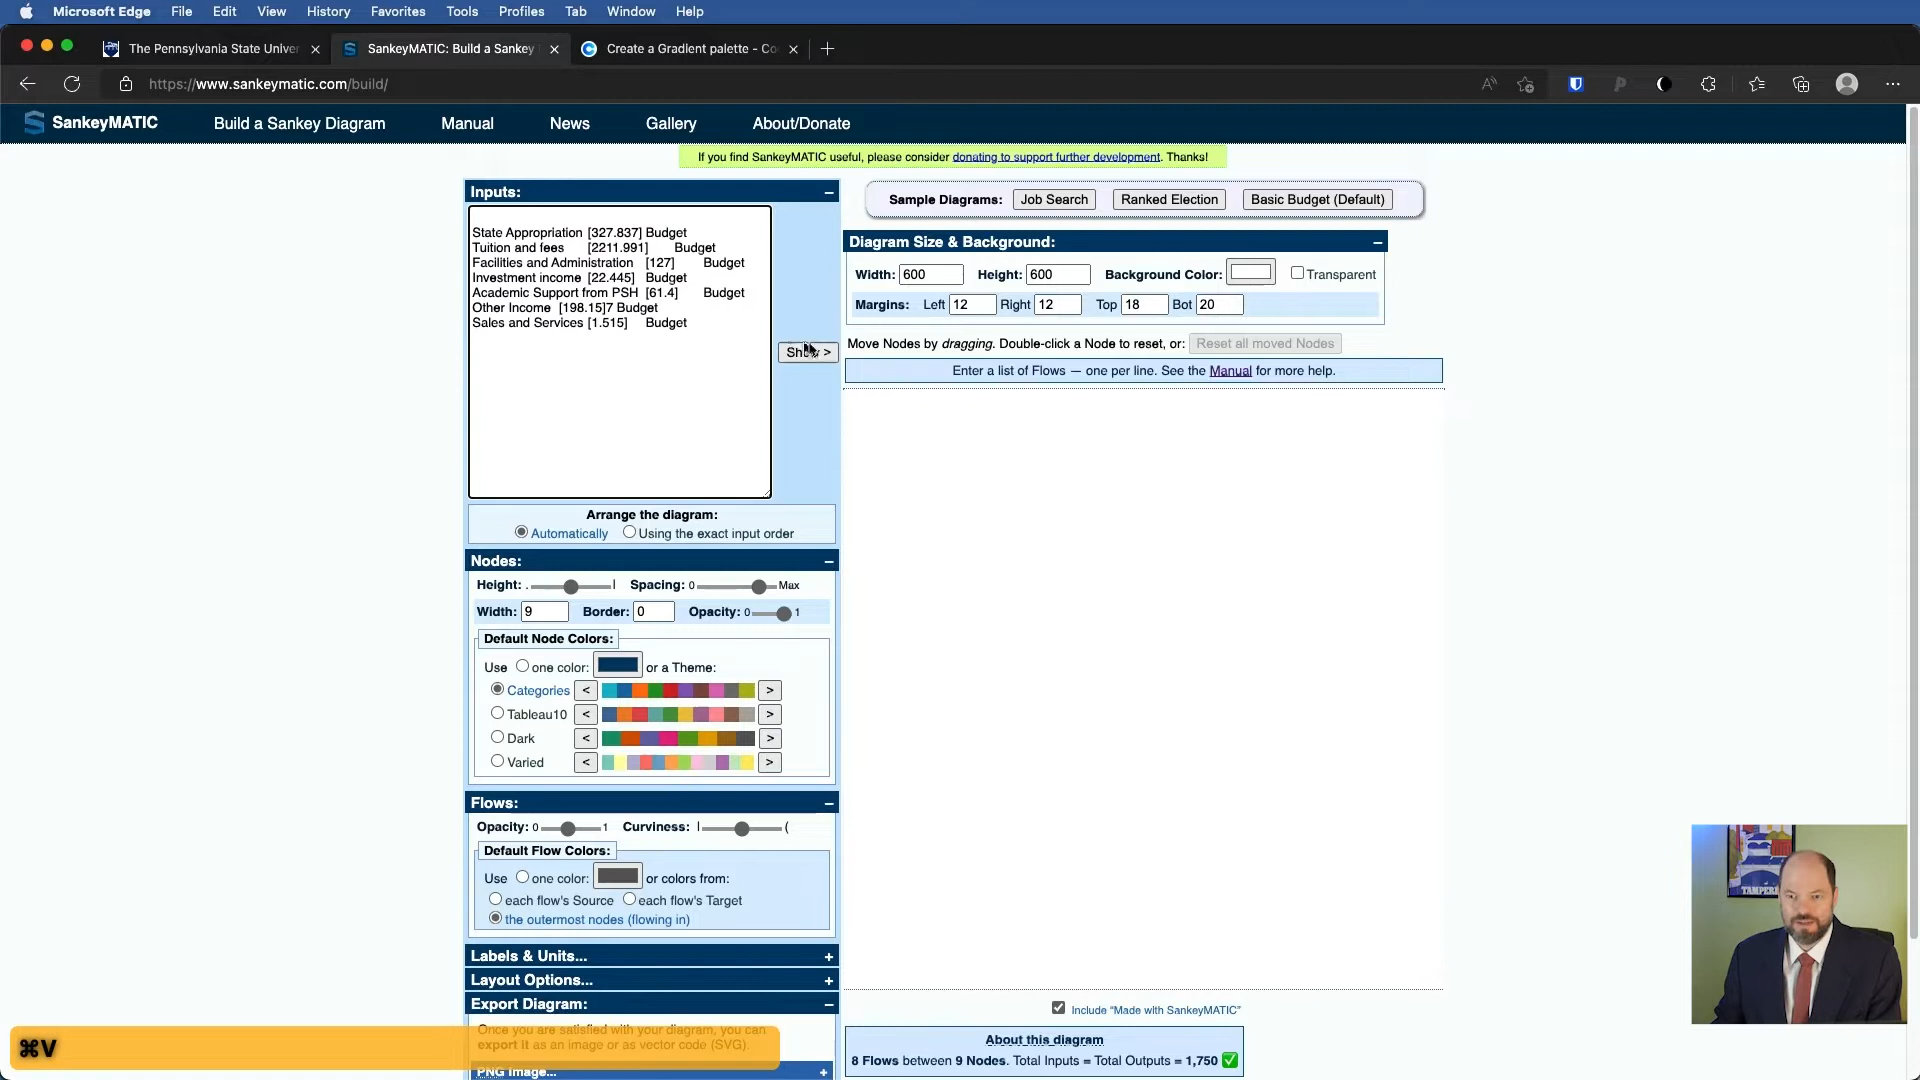 Microsoft Edge File Edit View History Favorites Tools Profiles Tab Window Help
The Pennsylvania State Univer
SankeyMATIC: Build a Sankey
Create a Gradient palette - Co
https://www.sankeymatic.com/build/
SankeyMATIC Build a Sankey Diagram Manual News Gallery About/Donate
If you find SankeyMATIC useful, please consider donating to support further development. Thanks!
Inputs: –
State Appropriation [327.837] Budget
Tuition and fees [2211.991] Budget
Facilities and Administration [127] Budget
Investment income [22.445] Budget
Academic Support from PSH [61.4] Budget
Other Income [198.15]7 Budget
Sales and Services [1.515] Budget
Arrange the diagram:
Automatically Using the exact input order
Nodes: –
Height: . | Spacing: 0 Max
Width: 9 Border: 0 Opacity: 0 1
Default Node Colors:
Use one color: or a Theme:
Categories < >
Tableau10 < >
Dark < >
Varied < >
Flows: –
Opacity: 0 1 Curviness: | (
Default Flow Colors:
Use one color: or colors from:
each flow's Source each flow's Target
the outermost nodes (flowing in)
Labels & Units... +
Layout Options... +
Export Diagram: –
Once you are satisfied with your diagram, you can
export it as an image or as vector code (SVG).
PNG Image... +
⌘V
Sample Diagrams: Job Search Ranked Election Basic Budget (Default)
Diagram Size & Background: –
Width: 600 Height: 600 Background Color: Transparent
Margins: Left 12 Right 12 Top 18 Bot 20
Move Nodes by dragging. Double-click a Node to reset, or: Reset all moved Nodes
Enter a list of Flows — one per line. See the Manual for more help.
Include “Made with SankeyMATIC”
About this diagram
8 Flows between 9 Nodes. Total Inputs = Total Outputs = 1,750 ✅
TAMPERE